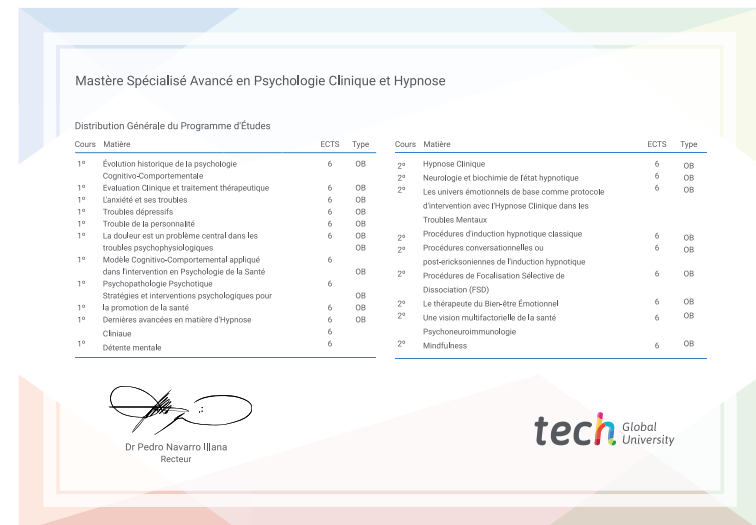 Mastère Spécialisé Avancé en Psychologie Clinique et Hypnose
Distribution Générale du Programme d'Études
Cours Matière ECTS Type
1º Évolution historique de la psychologie 6 OB
Cognitivo-Comportementale
1º Evaluation Clinique et traitement thérapeutique 6 OB
1º L'anxiété et ses troubles 6 OB
1º Troubles dépressifs 6 OB
1º Trouble de la personnalité 6 OB
1º La douleur est un problème central dans les 6 OB
troubles psychophysiologiques OB
1º Modèle Cognitivo-Comportemental appliqué 6
dans l'intervention en Psychologie de la Santé OB
1º Psychopathologie Psychotique 6
Stratégies et interventions psychologiques pour OB
1º la promotion de la santé 6 OB
1º Dernières avancées en matière d'Hypnose 6 OB
Cliniaue 6
1º Détente mentale 6
Cours Matière ECTS Type
2º Hypnose Clinique 6 OB
2º Neurologie et biochimie de l'état hypnotique 6 OB
2º Les univers émotionnels de base comme protocole 6 OB
d'intervention avec l'Hypnose Clinique dans les
Troubles Mentaux
2º Procédures d'induction hypnotique classique 6 OB
2º Procédures conversationnelles ou 6 OB
post-ericksoniennes de l'induction hypnotique
2º Procédures de Focalisation Sélective de 6 OB
Dissociation (FSD)
2º Le thérapeute du Bien-être Émotionnel 6 OB
2º Une vision multifactorielle de la santé 6 OB
Psychoneuroimmunologie
2º Mindfulness 6 OB
Dr Pedro Navarro Illana
Recteur
tech Global
University